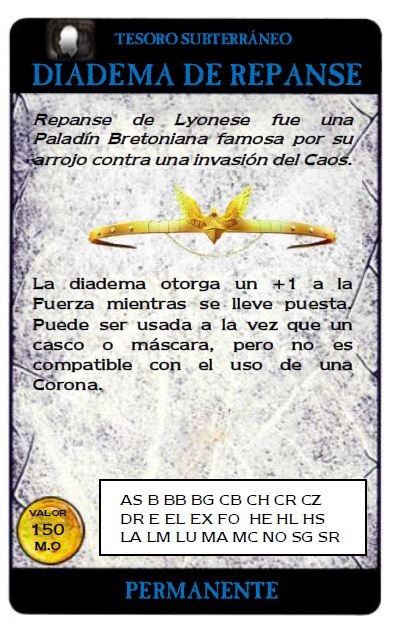 TESORO SUBTERRÁNEO
DIADEMA DE REPANSE
Repanse de Lyonese fue una
Paladín Bretoniana famosa por su
arrojo contra una invasión del Caos.
La diadema otorga un +1 a la
Fuerza mientras se lleve puesta.
Puede ser usada a la vez que un
casco o máscara, pero no es
compatible con el uso de una
Corona.
VALOR
150
M.O
AS B BB BG CB CH CR CZ
DR E EL EX FO HE HL HS
LA LM LU MA MC NO SG SR
PERMANENTE